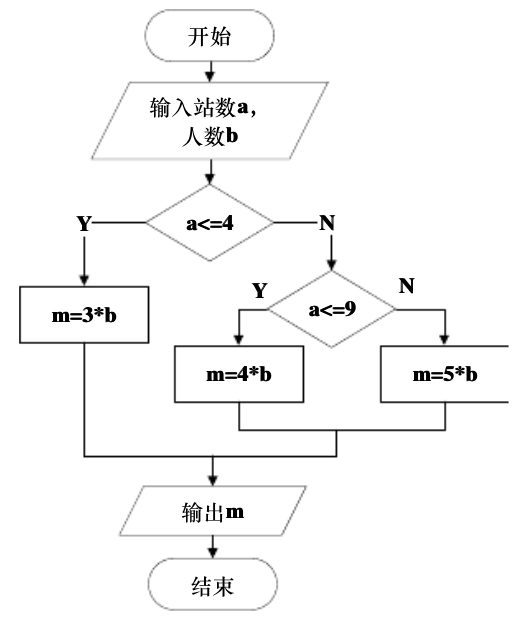 开始
输入站数a，
人数b
a<=4
Y
N
m=3*b
a<=9
Y
N
m=4*b
m=5*b
输出m
结束